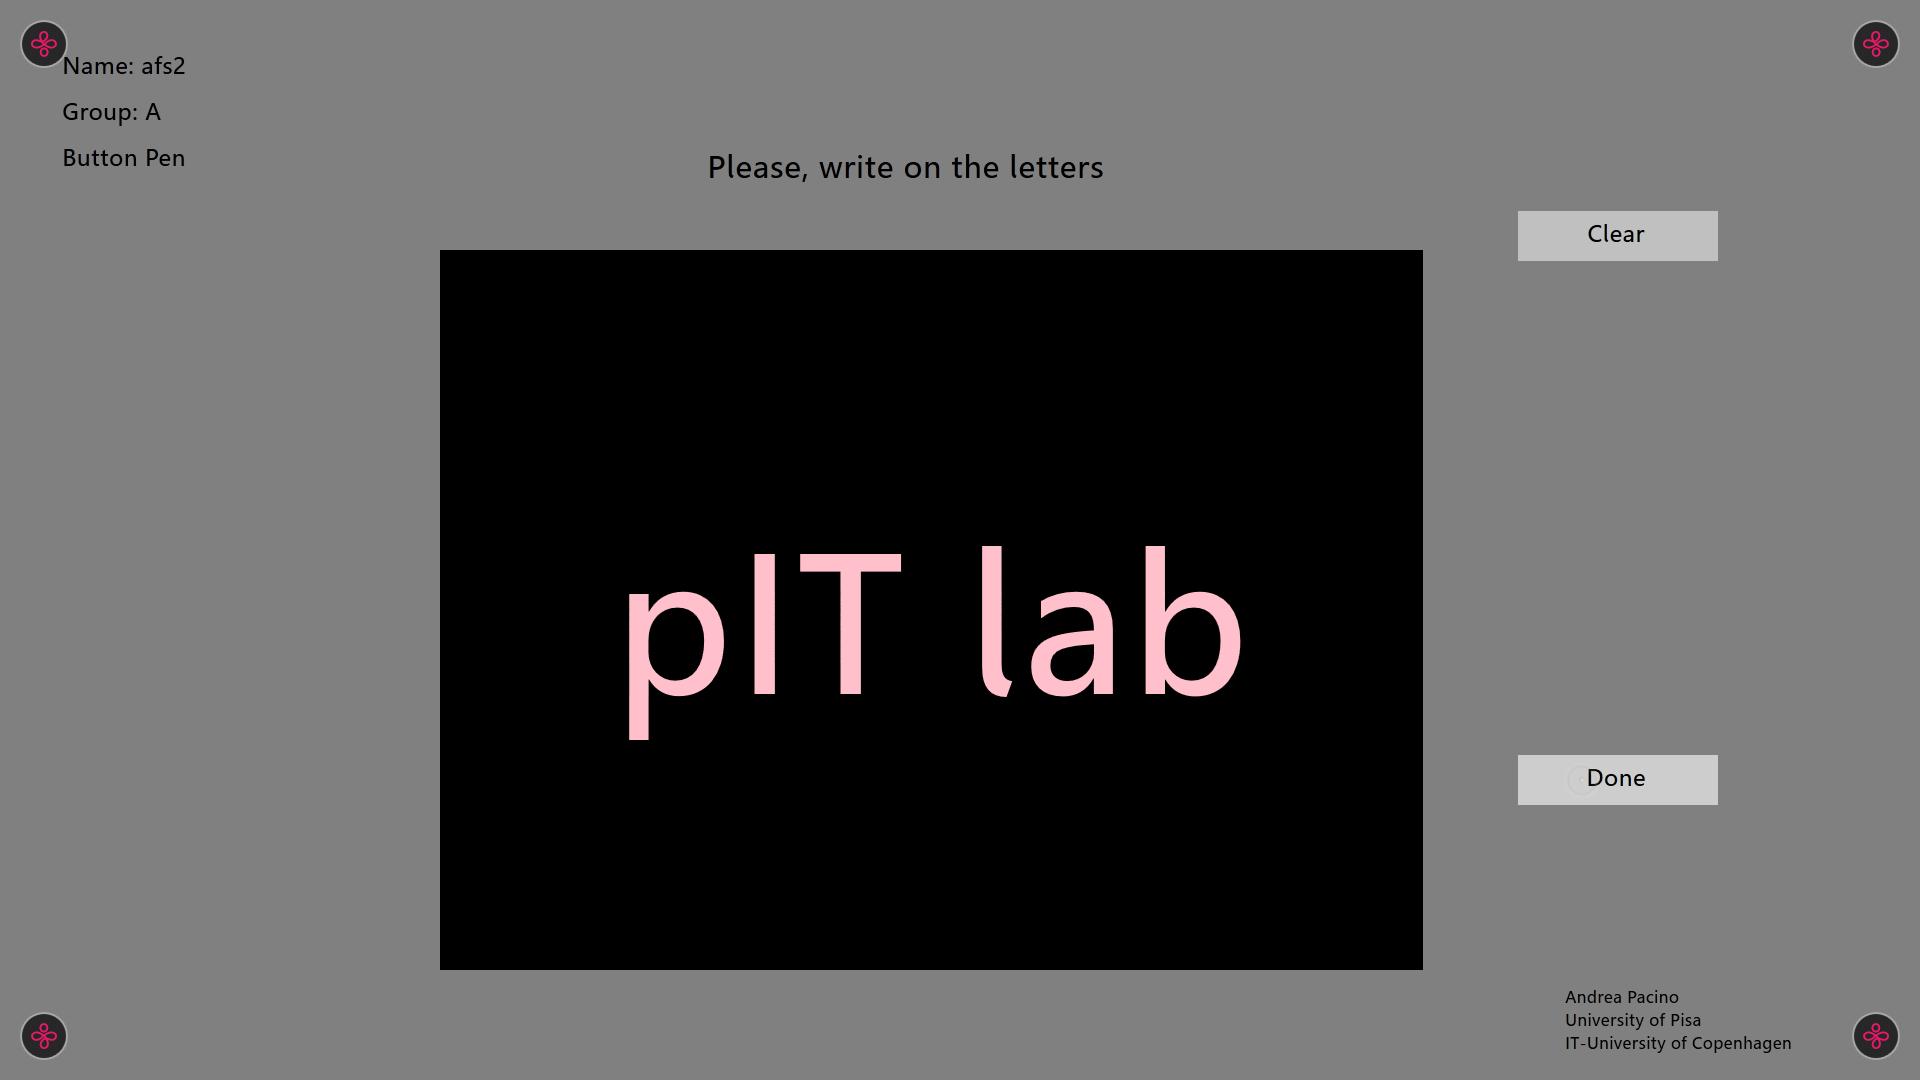 Name: afs2
Group: A
Button Pen
Please, write on the letters
Clear
pIT lab
Done
Andrea Pacino
University of Pisa
IT-University of Copenhagen